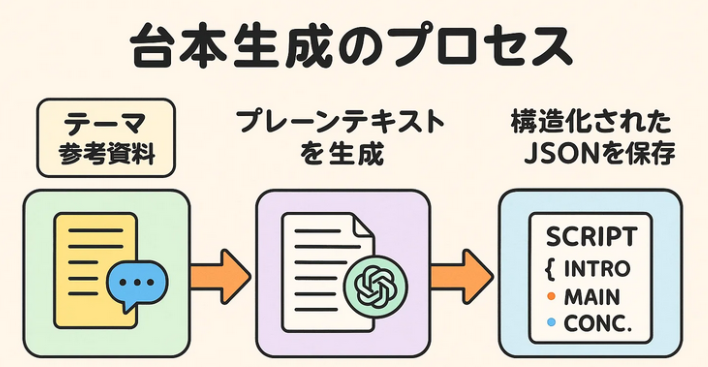 台本生成のプロセス
テーマ
参考資料
プレーンテキスト
を生成
構造化された
JSONを保存
SCRIPT
{ INTRO
• MAIN
• CONC.